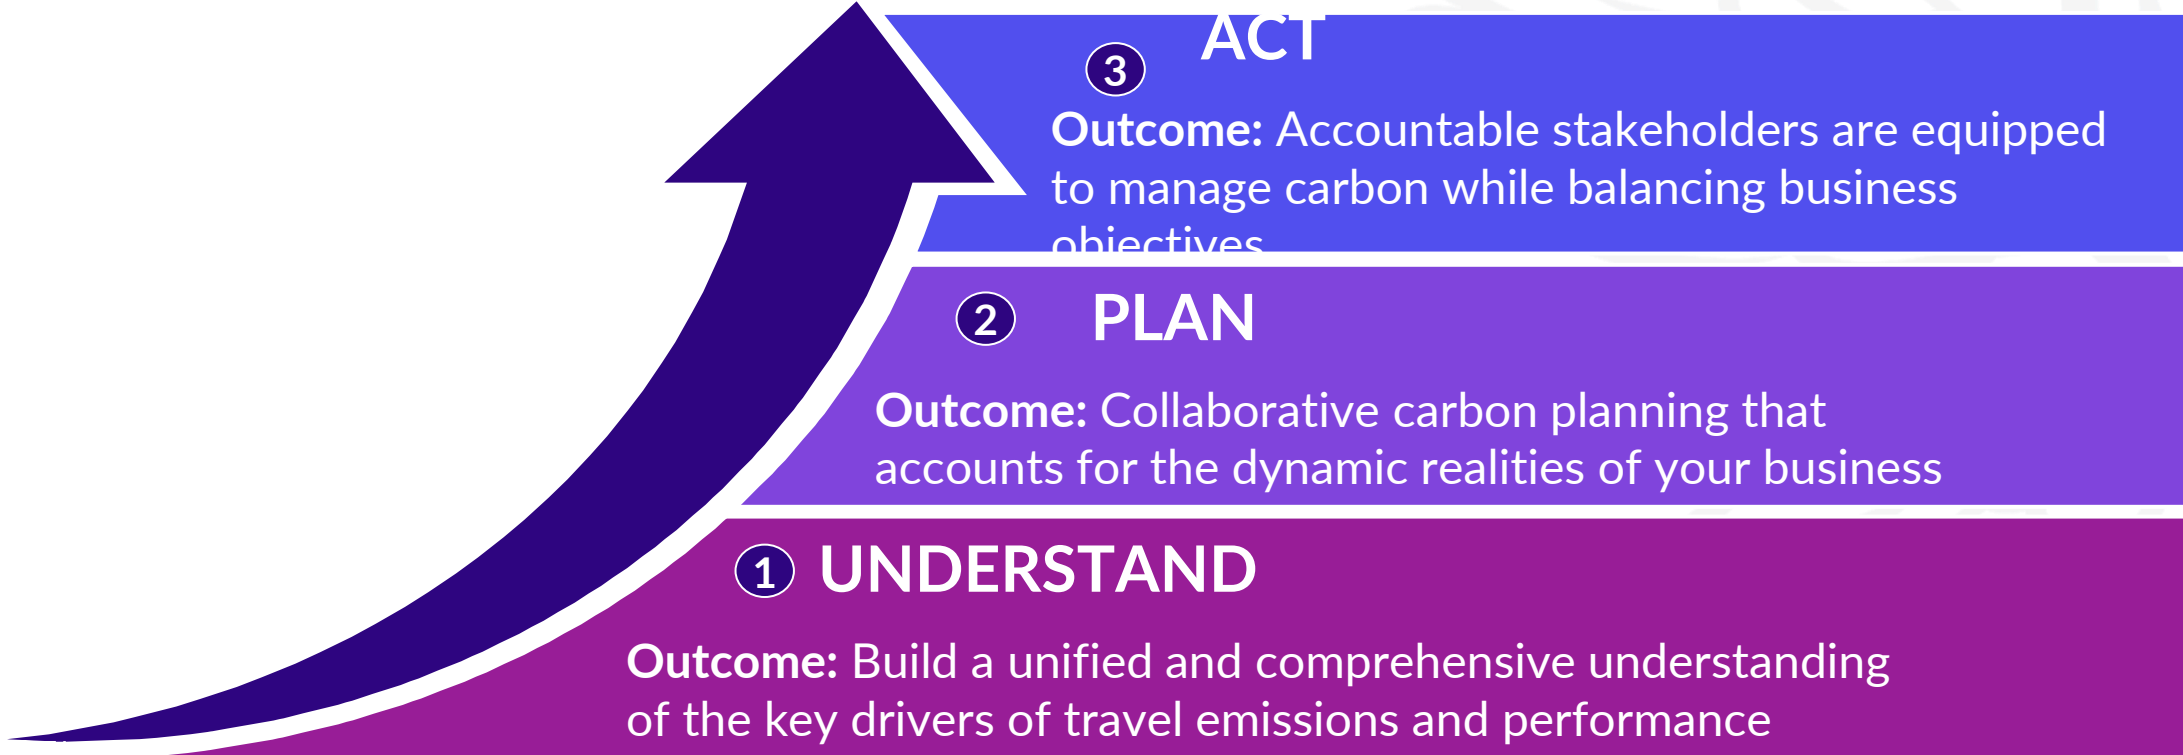 ACT
3
Outcome: Accountable stakeholders are equipped
to manage carbon while balancing business
objectives
2 PLAN
Outcome: Collaborative carbon planning that
accounts for the dynamic realities of your business
1 UNDERSTAND
Outcome: Build a unified and comprehensive understanding
of the key drivers of travel emissions and performance